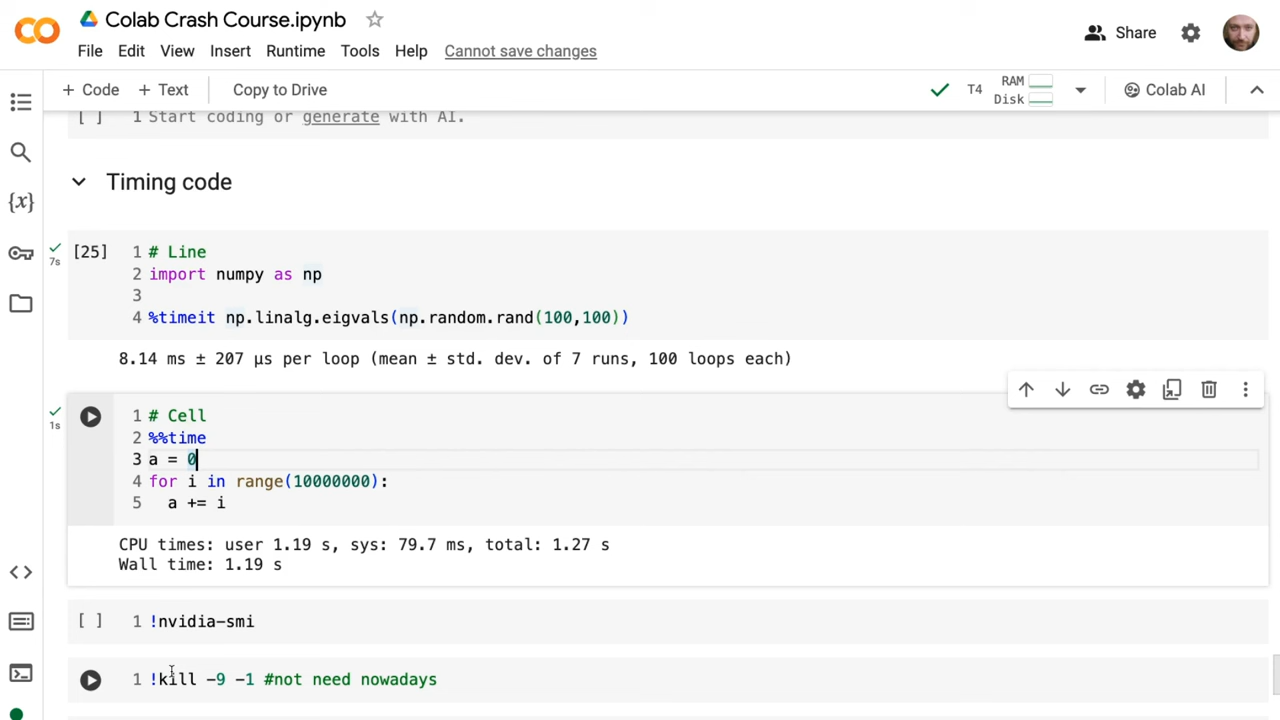 Colab Crash Course.ipynb
File Edit View Insert Runtime Tools Help Cannot save changes
Share
+ Code + Text Copy to Drive
T4 RAM Disk
Colab AI
[ ] 1 Start coding or generate with AI.
Timing code
7s [25] 1 # Line
2 import numpy as np
3
4 %timeit np.linalg.eigvals(np.random.rand(100,100))
8.14 ms ± 207 µs per loop (mean ± std. dev. of 7 runs, 100 loops each)
1s 1 # Cell
2 %%time
3 a = 0
4 for i in range(10000000):
5 a += i
CPU times: user 1.19 s, sys: 79.7 ms, total: 1.27 s
Wall time: 1.19 s
[ ] 1 !nvidia-smi
1 !kill -9 -1 #not need nowadays